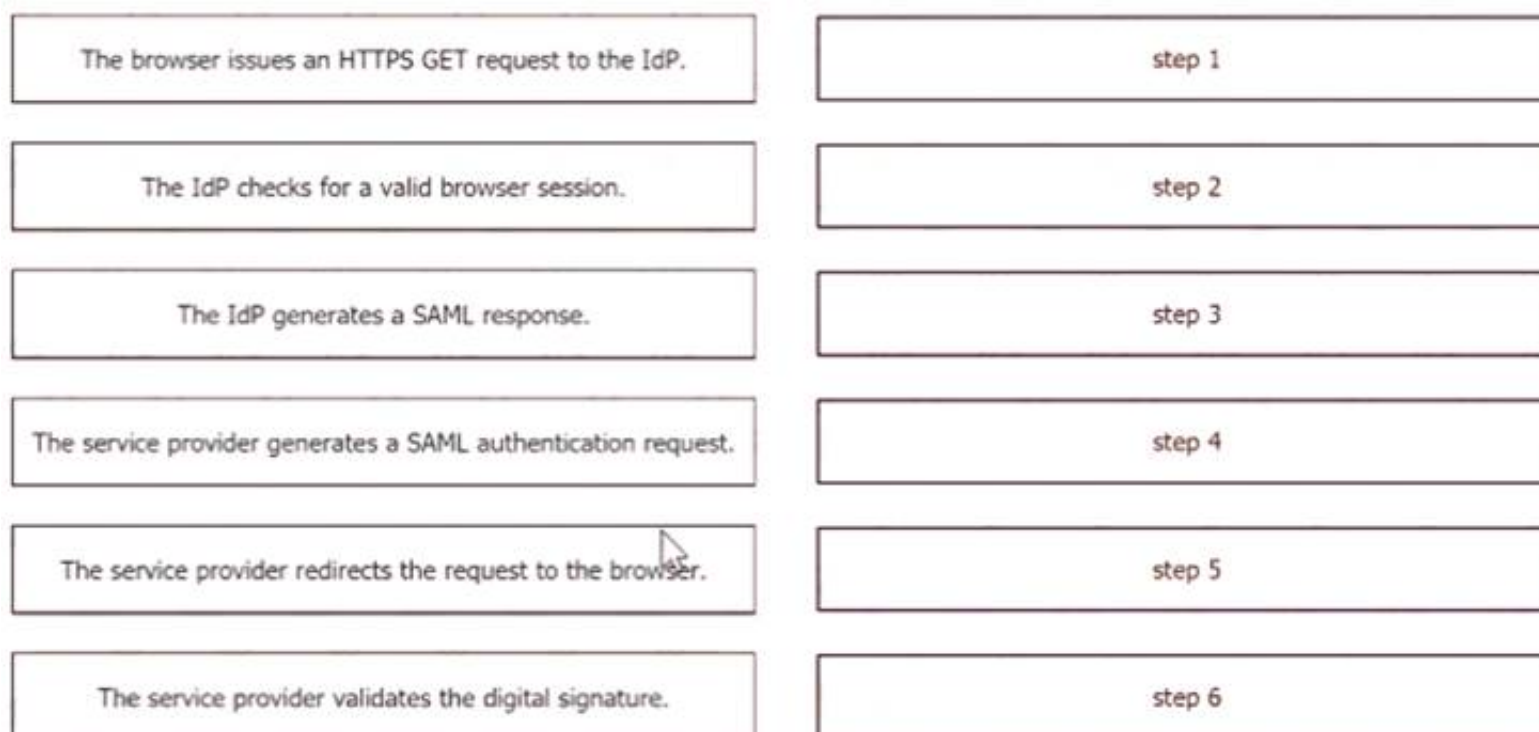 The browser issues an HTTPS GET request to the IdP.
step 1
The IdP checks for a valid browser session.
step 2
The IdP generates a SAML response.
step 3
The service provider generates a SAML authentication request.
step 4
The service provider redirects the request to the browser.
step 5
The service provider validates the digital signature.
step 6